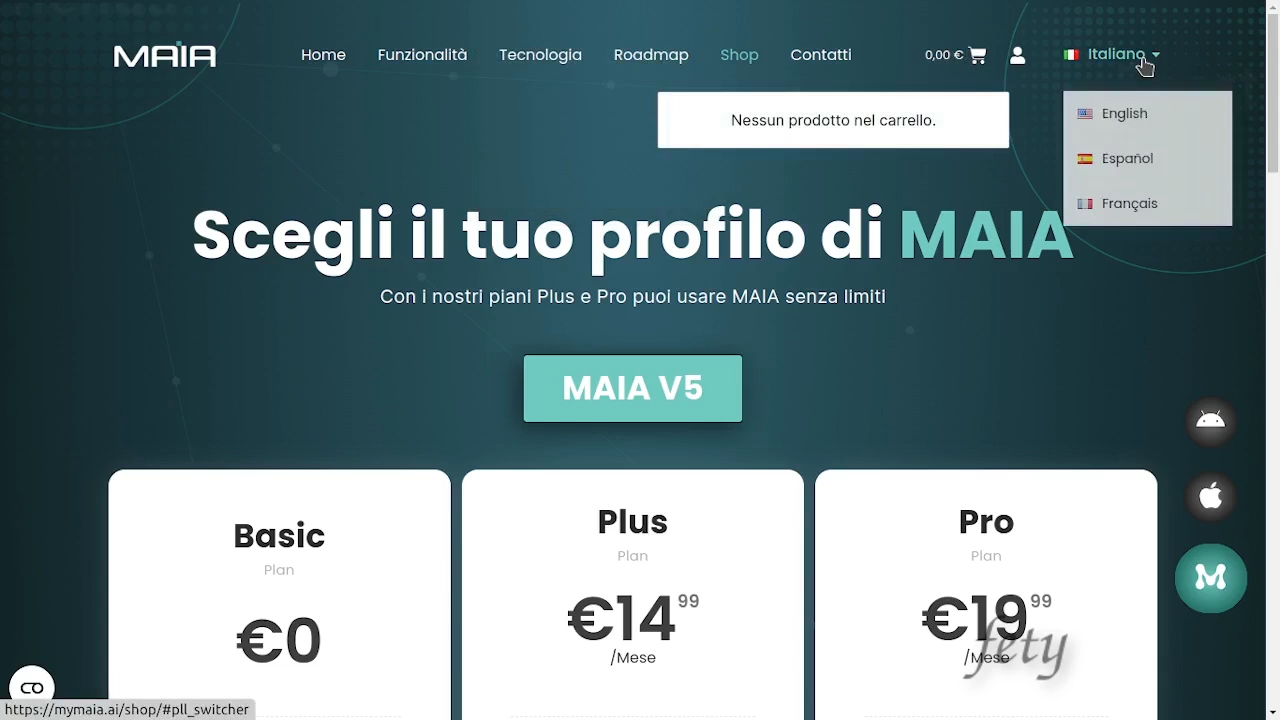 MAIA
Home
Funzionalità
Tecnologia
Roadmap
Shop
Contatti
0,00 €
Italiano
Nessun prodotto nel carrello.
English
Español
Français
Scegli il tuo profilo di MAIA
Con i nostri piani Plus e Pro puoi usare MAIA senza limiti
MAIA V5
Basic
Plan
€0
Plus
Plan
€14 99
/Mese
Pro
Plan
€19 99
/Mese
fety
https://mymaia.ai/shop/#pll_switcher